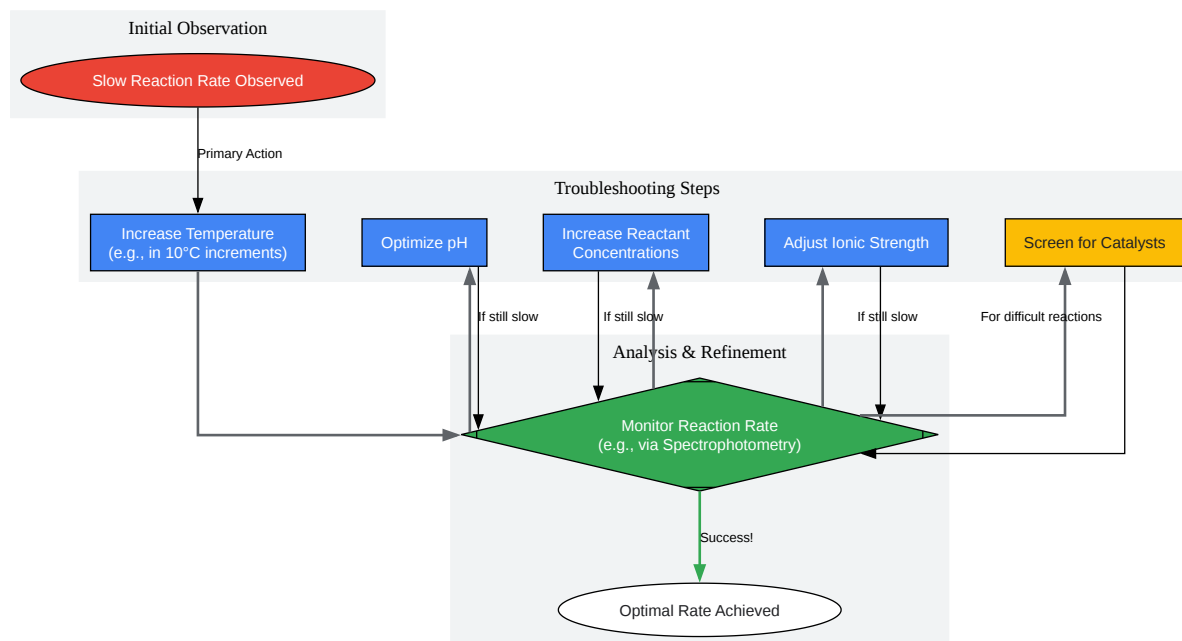 Initial Observation
Slow Reaction Rate Observed
Primary Action
Troubleshooting Steps
Increase Temperature
(e.g., in 10°C increments)
Optimize pH
Increase Reactant
Concentrations
Adjust Ionic Strength
Screen for Catalysts
If still slow
If still slow
If still slow
For difficult reactions
Analysis & Refinement
Monitor Reaction Rate
(e.g., via Spectrophotometry)
Success!
Optimal Rate Achieved